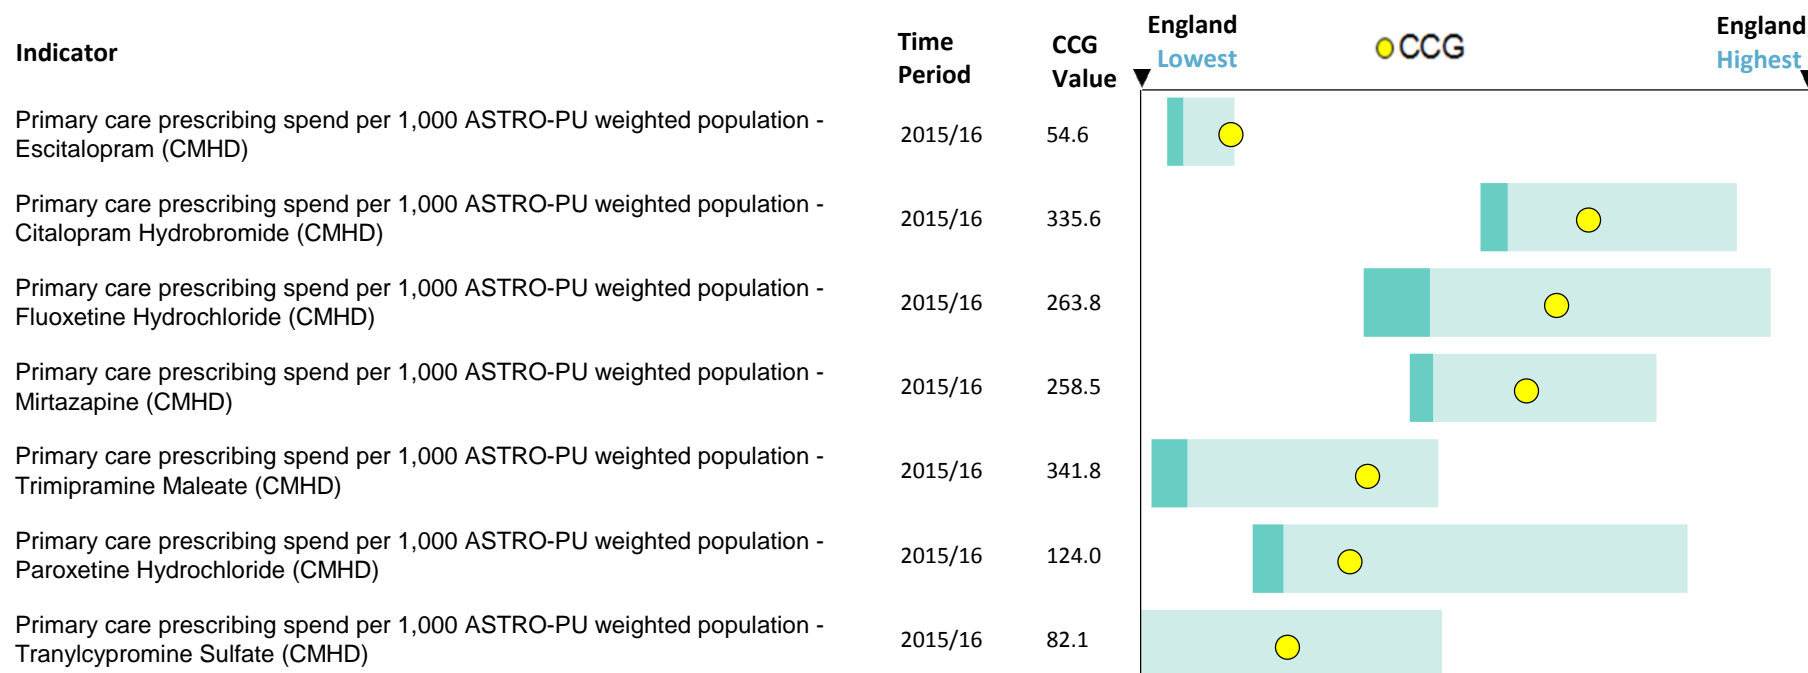 Indicator
Time Period
CCG Value
England Lowest
CCG
England Highest
Primary care prescribing spend per 1,000 ASTRO-PU weighted population -
Escitalopram (CMHD)
2015/16
54.6
Primary care prescribing spend per 1,000 ASTRO-PU weighted population -
Citalopram Hydrobromide (CMHD)
2015/16
335.6
Primary care prescribing spend per 1,000 ASTRO-PU weighted population -
Fluoxetine Hydrochloride (CMHD)
2015/16
263.8
Primary care prescribing spend per 1,000 ASTRO-PU weighted population -
Mirtazapine (CMHD)
2015/16
258.5
Primary care prescribing spend per 1,000 ASTRO-PU weighted population -
Trimipramine Maleate (CMHD)
2015/16
341.8
Primary care prescribing spend per 1,000 ASTRO-PU weighted population -
Paroxetine Hydrochloride (CMHD)
2015/16
124.0
Primary care prescribing spend per 1,000 ASTRO-PU weighted population -
Tranylcypromine Sulfate (CMHD)
2015/16
82.1